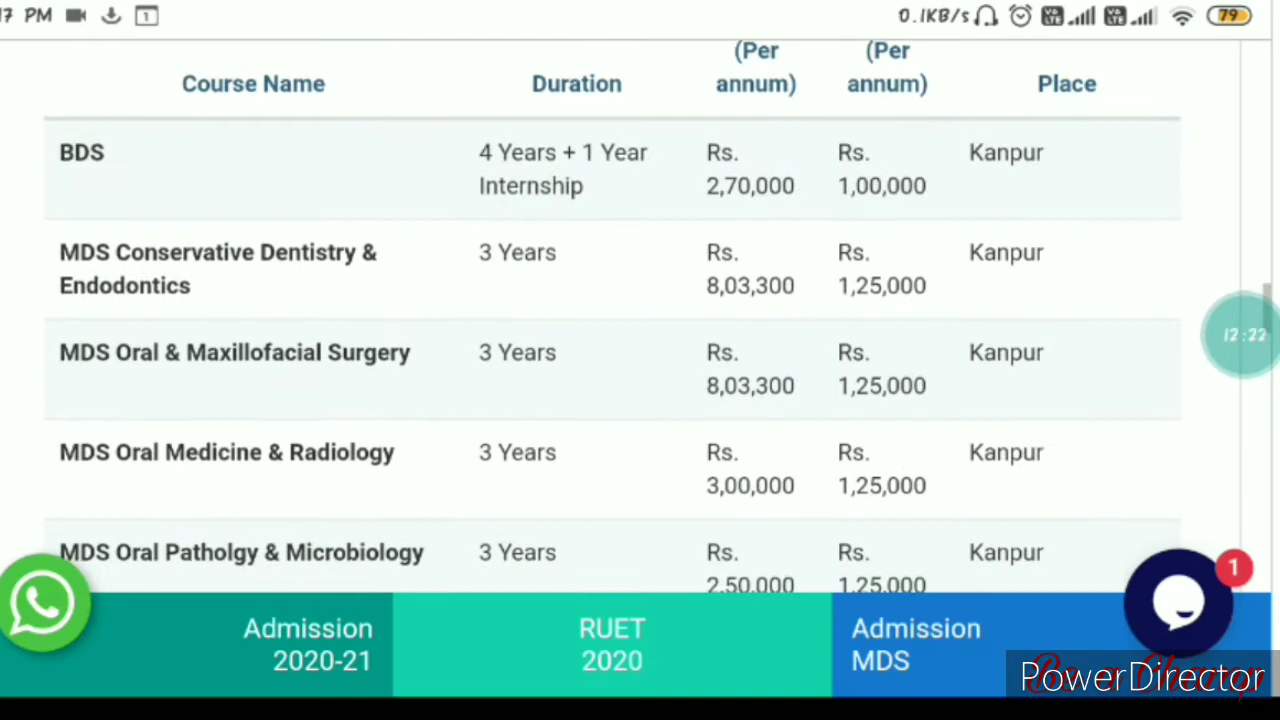 17 PM 1 0.1KB/s 79
(Per (Per
Course Name Duration annum) annum) Place
BDS 4 Years + 1 Year Rs. Rs. Kanpur
Internship 2,70,000 1,00,000
MDS Conservative Dentistry & 3 Years Rs. Rs. Kanpur
Endodontics 8,03,300 1,25,000
MDS Oral & Maxillofacial Surgery 3 Years Rs. Rs. Kanpur
8,03,300 1,25,000
12:22
MDS Oral Medicine & Radiology 3 Years Rs. Rs. Kanpur
3,00,000 1,25,000
MDS Oral Patholgy & Microbiology 3 Years Rs. Rs. Kanpur
2,50,000 1,25,000
1
Admission RUET Admission
2020-21 2020 MDS
PowerDirector